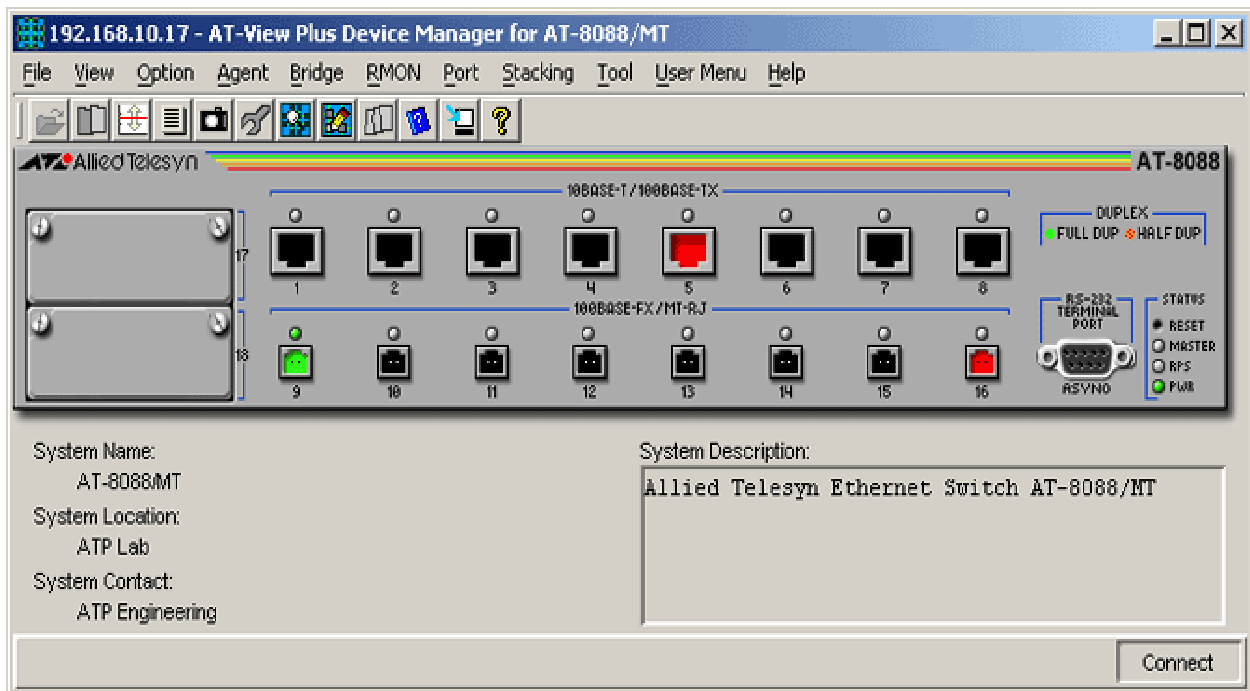 192.168.10.17 - AT-View Plus Device Manager for AT-8088/MT
File View Option Agent Bridge RMON Port Stacking Tool User Menu Help
Allied Telesyn AT-8088
10BASE-T/100BASE-TX
DUPLEX
FULL DUP HALF DUP
17
1 2 3 4 5 6 7 8
100BASE-FX/MT-RJ
RS-232 TERMINAL PORT
STATUS
RESET
MASTER
RPS
PWR
18
9 10 11 12 13 14 15 16
ASYNO
System Name:
AT-8088/MT
System Location:
ATP Lab
System Contact:
ATP Engineering
System Description:
Allied Telesyn Ethernet Switch AT-8088/MT
Connect